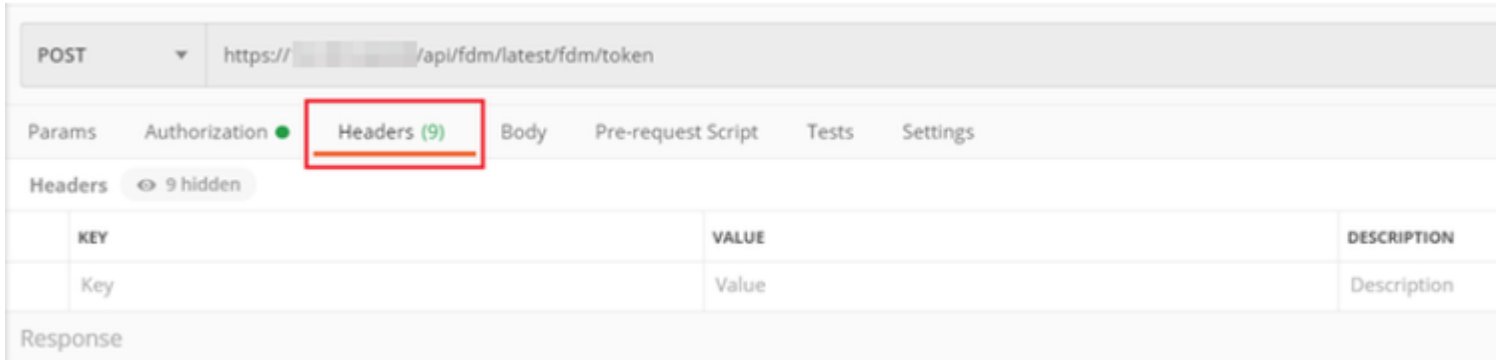 POST https:// /api/fdm/latest/fdm/token
Params Authorization Headers (9) Body Pre-request Script Tests Settings
Headers 9 hidden
KEY VALUE DESCRIPTION
Key Value Description
Response